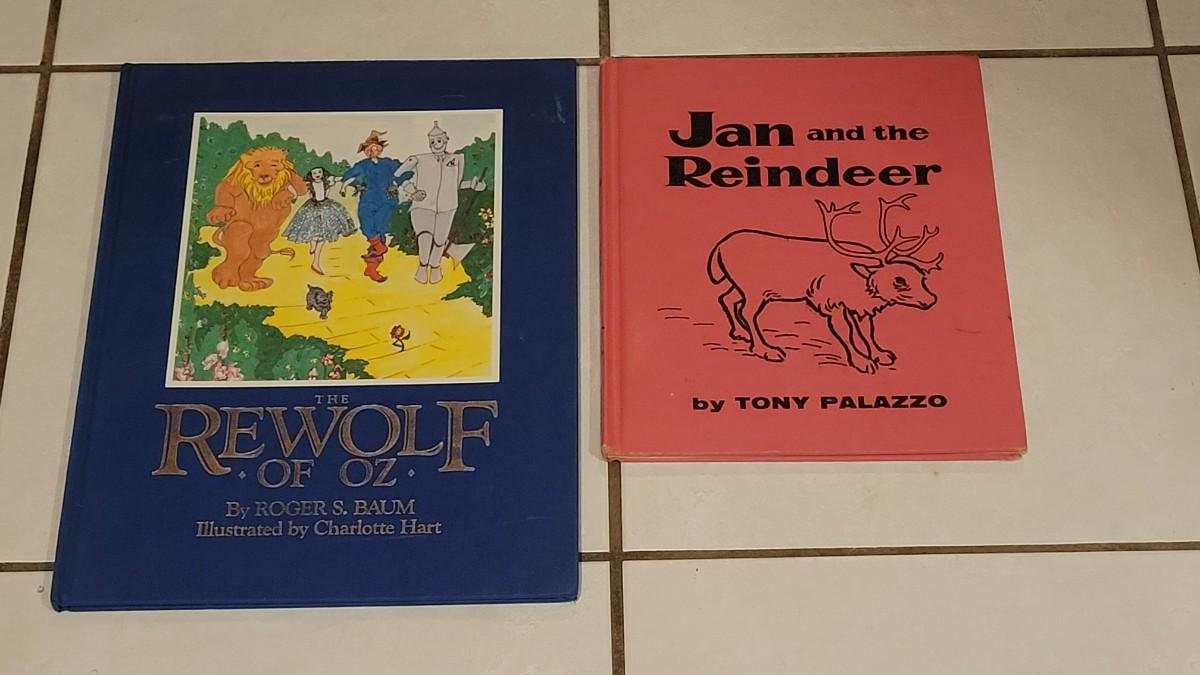 THE
REWOLF
· OF OZ ·
By ROGER S. BAUM
Illustrated by Charlotte Hart
Jan and the
Reindeer
by TONY PALAZZO